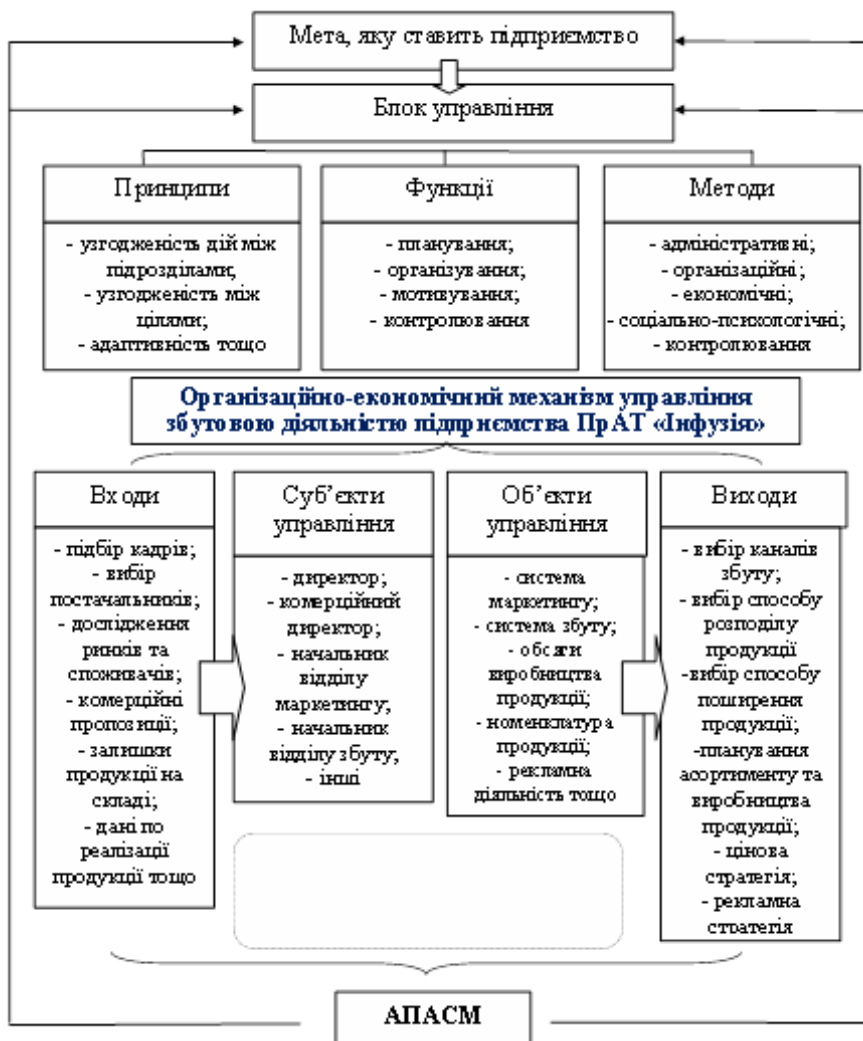 Мета, яку ставить підприємство
Блок управління
Принципи
- узгодженість дій між
підрозділами;
- узгодженість між
цілями;
- адаптивність тощо
Функції
- планування;
- організування;
- мотивування;
- контролювання
Методи
- адміністративні;
- організаційні;
- економічні;
- соціально-психологічні;
- контролювання
Організаційно-економічний механізм управління
збутовою діяльністю підприємства ПрАТ «Інфузія»
Входи
- підбір кадрів;
- вибір
постачальників;
- дослідження
ринків та
споживачів;
- комерційні
пропозиції;
- залишки
продукції на
складі;
- дані по
реалізації
продукції тощо
Суб’єкти
управління
- директор;
- комерційний
директор;
- начальник
відділу
маркетингу;
- начальник
відділу збуту;
- інші
Об’єкти
управління
- система
маркетингу;
- система збуту;
- обсяги
виробництва
продукції;
- номенклатура
продукції;
- рекламна
діяльність тощо
Виходи
- вибір каналів
збуту;
- вибір способу
розподілу
продукції
-вибір способу
поширення
продукції;
-планування
асортименту та
виробництва
продукції;
- цінова
стратегія;
- рекламна
стратегія
АПАСМ